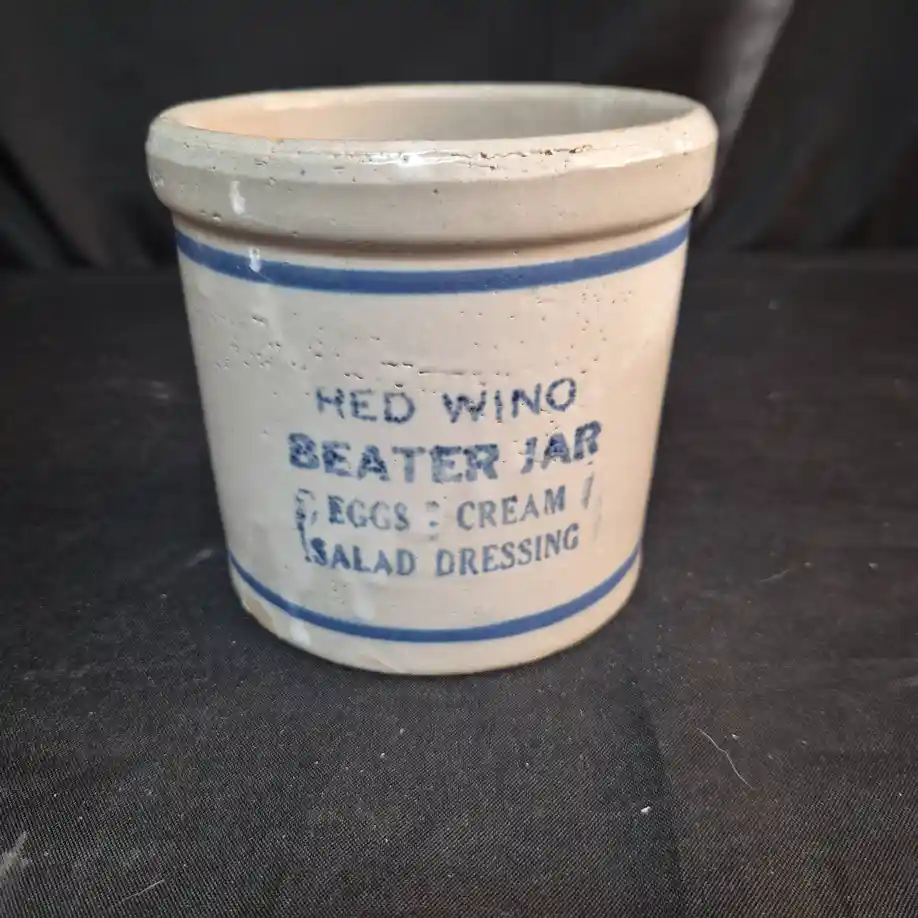 RED WING
BEATER JAR
EGGS : CREAM
SALAD DRESSING